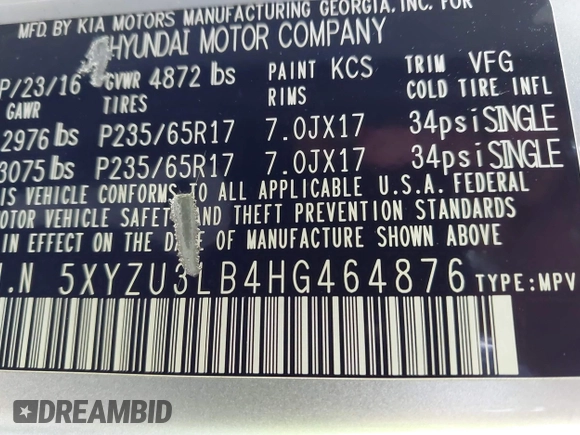 MFD. BY KIA MOTORS MANUFACTURING GEORGIA, INC. FOR
HYUNDAI MOTOR COMPANY
P/23/16 GVWR 4872 lbs PAINT KCS TRIM VFG
GAWR TIRES RIMS COLD TIRE INFL
2976 lbs P235/65R17 7.0JX17 34psi SINGLE
3075 lbs P235/65R17 7.0JX17 34psi SINGLE
IS VEHICLE CONFORMS TO ALL APPLICABLE U.S.A. FEDERAL
OTOR VEHICLE SAFETY AND THEFT PREVENTION STANDARDS
IN EFFECT ON THE DATE OF MANUFACTURE SHOWN ABOVE.
I.N 5XYZU3LB4HG464876 TYPE:MPV
DREAMBID